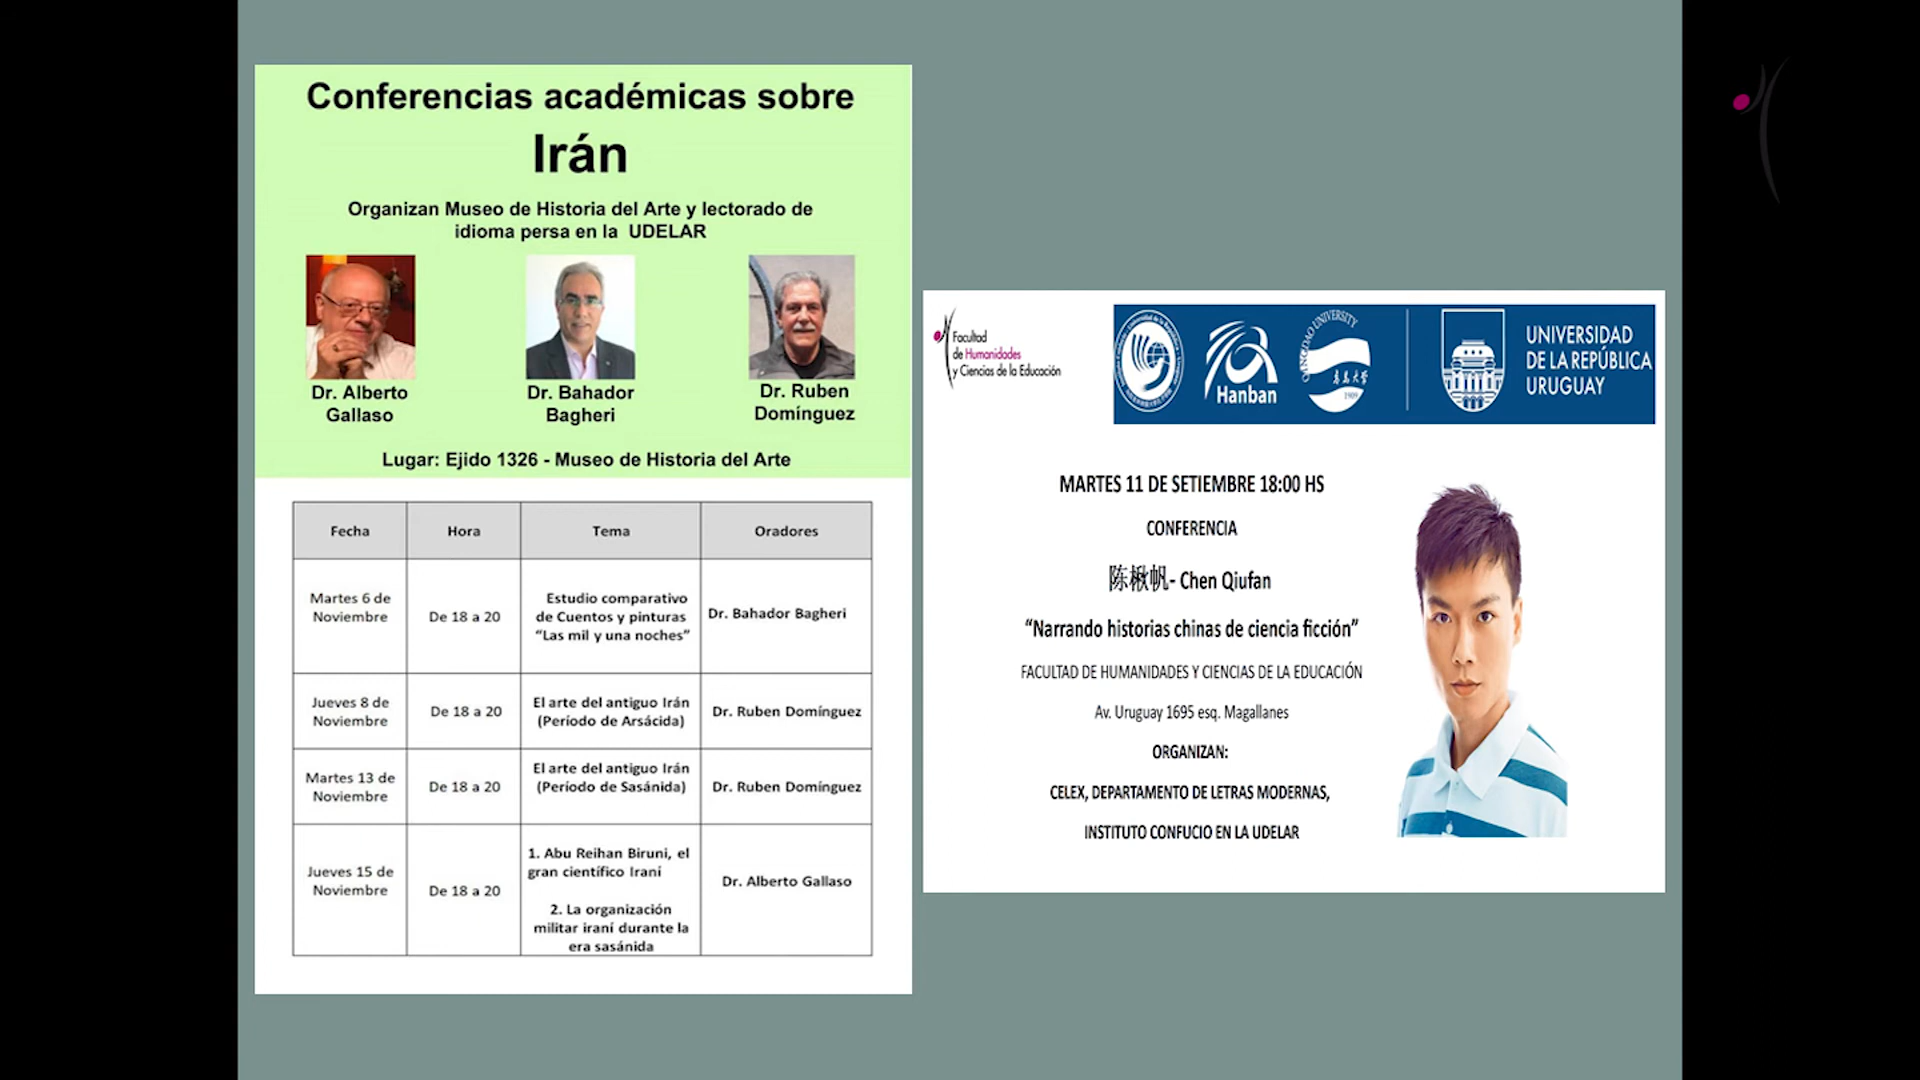 Conferencias académicas sobre
Irán
Organizan Museo de Historia del Arte y lectorado de
idioma persa en la UDELAR
Dr. Alberto
Gallaso
Dr. Bahador
Bagheri
Dr. Ruben
Domínguez
Lugar: Ejido 1326 - Museo de Historia del Arte
Fecha Hora Tema Oradores
Martes 6 de
Noviembre
De 18 a 20
Estudio comparativo
de Cuentos y pinturas
“Las mil y una noches”
Dr. Bahador Bagheri
Jueves 8 de
Noviembre
De 18 a 20
El arte del antiguo Irán
(Período de Arsácida)
Dr. Ruben Domínguez
Martes 13 de
Noviembre
De 18 a 20
El arte del antiguo Irán
(Período de Sasánida)
Dr. Ruben Domínguez
Jueves 15 de
Noviembre
De 18 a 20
1. Abu Reihan Biruni, el
gran científico Iraní
2. La organización
militar iraní durante la
era sasánida
Dr. Alberto Gallaso
Facultad
de Humanidades
y Ciencias de la Educación
Hanban
QINGDAO UNIVERSITY
青岛大学
1909
UNIVERSIDAD
DE LA REPÚBLICA
URUGUAY
MARTES 11 DE SETIEMBRE 18:00 HS
CONFERENCIA
陈楸帆- Chen Qiufan
“Narrando historias chinas de ciencia ficción”
FACULTAD DE HUMANIDADES Y CIENCIAS DE LA EDUCACIÓN
Av. Uruguay 1695 esq. Magallanes
ORGANIZAN:
CELEX, DEPARTAMENTO DE LETRAS MODERNAS,
INSTITUTO CONFUCIO EN LA UDELAR